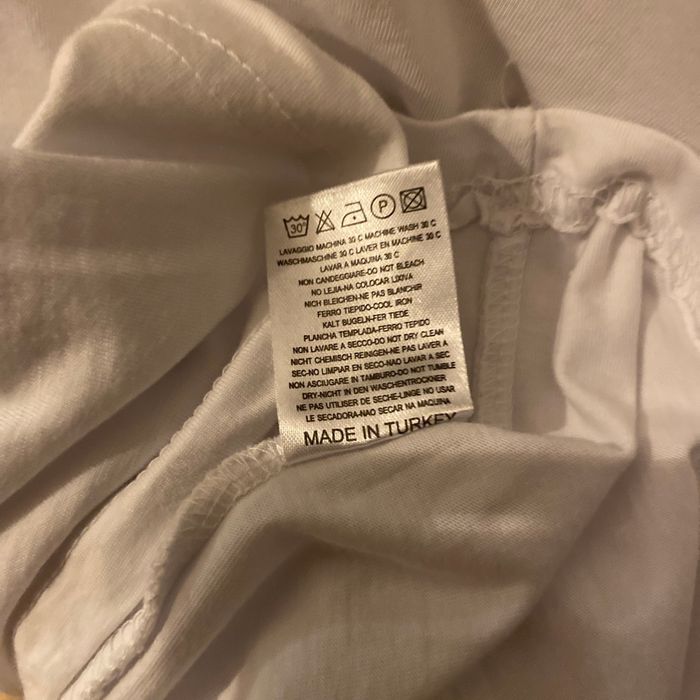 30°
P
LAVAGGIO MACHINA 30 C MACHINE WASH 30 C
WASCHMASCHINE 30 C LAVER EN MACHINE 30 C
LAVAR A MAQUINA 30 C
NON CANDEGGIARE-DO NOT BLEACH
NO LEJIA-NA COLOCAR LIXIVA
NICH BLEICHEN-NE PAS BLANCHIR
FERRO TIEPIDO-COOL IRON
KALT BUGELN-FER TIEDE
PLANCHA TEMPLADA-FERRO TEPIDO
NON LAVARE A SECCO-DO NOT DRY CLEAN
NICHT CHEMISCH REINIGEN-NE PAS LAVER A
SEC-NO LIMPIAR EN SECO-NAO LAVAR A SEC
NON ASCIUGARE IN TAMBURO-DO NOT TUMBLE
DRY-NICHT IN DEN WASCHENTROCKNER
NE PAS UTILISER DE SECHE-LINGE NO USAR
LE SECADORA-NAO SECAR NA MAQUINA
MADE IN TURKEY